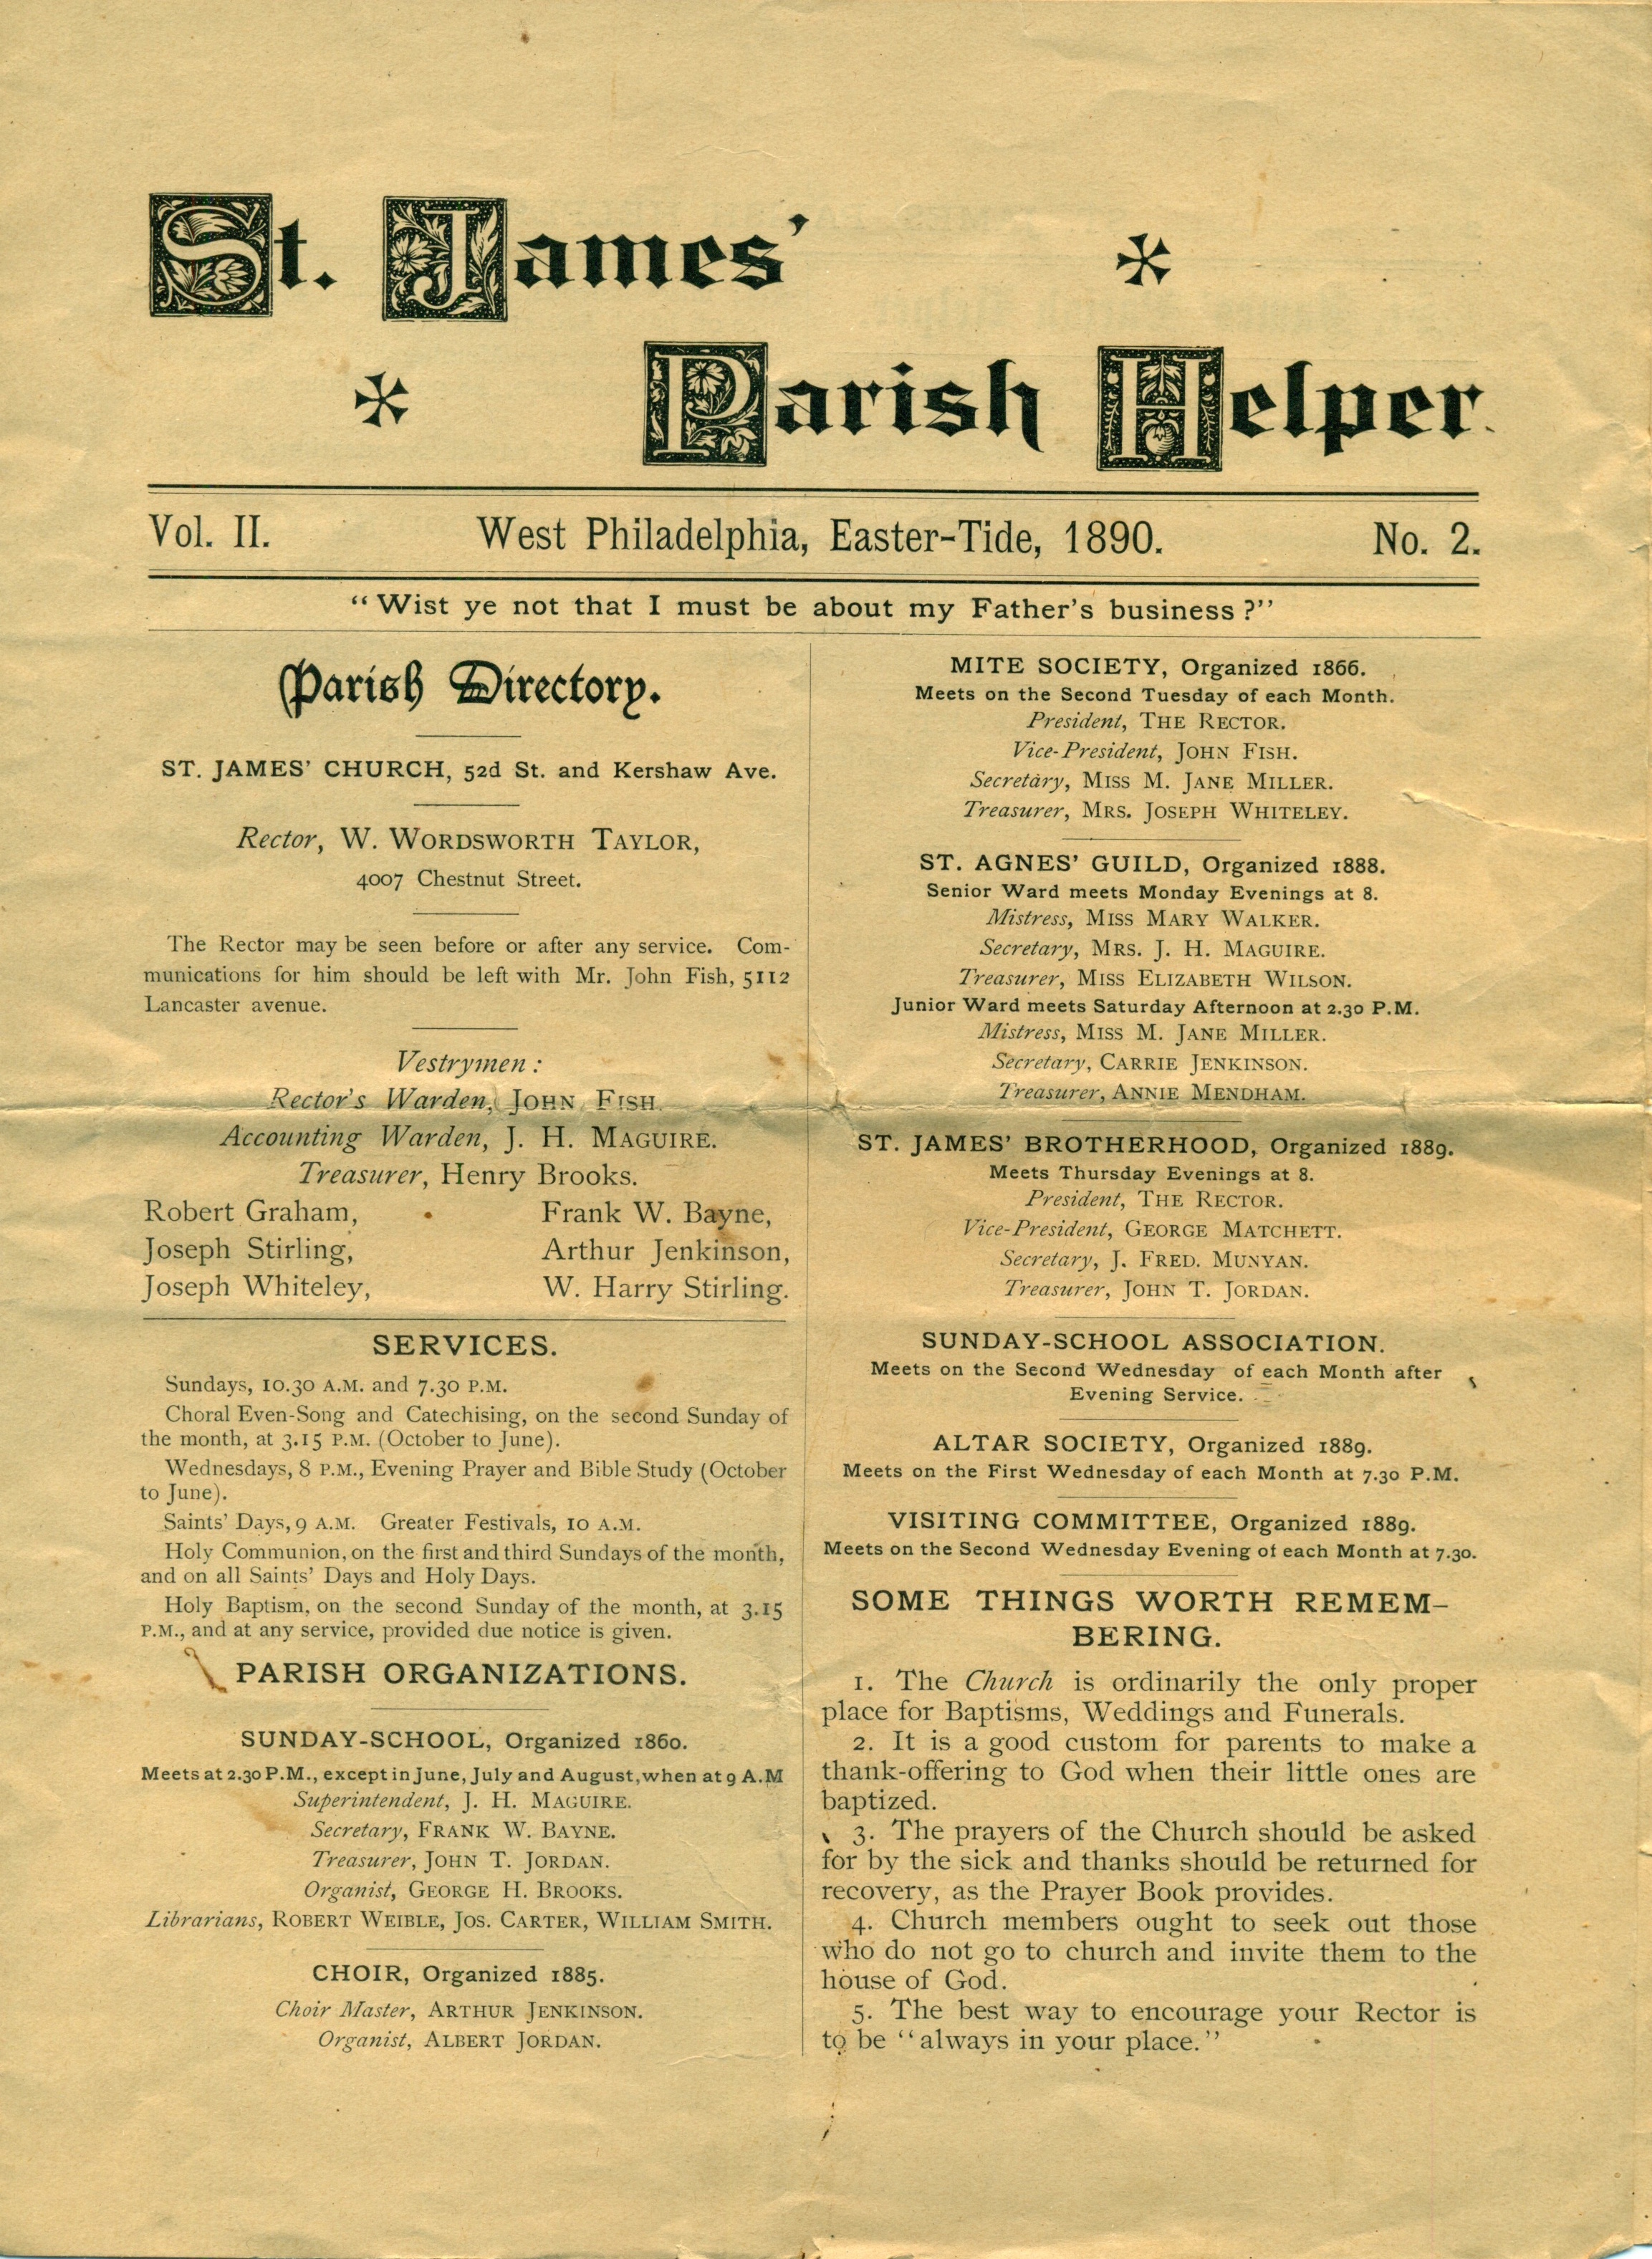 St. James'
Parish Helper.
Vol. II. West Philadelphia, Easter-Tide, 1890. No. 2.
"Wist ye not that I must be about my Father's business?"
Parish Directory.
ST. JAMES' CHURCH, 52d St. and Kershaw Ave.
Rector, W. WORDSWORTH TAYLOR,
4007 Chestnut Street.
The Rector may be seen before or after any service. Com-
munications for him should be left with Mr. John Fish, 5112
Lancaster avenue.
Vestrymen:
Rector's Warden, JOHN FISH.
Accounting Warden, J. H. MAGUIRE.
Treasurer, Henry Brooks.
Robert Graham, Frank W. Bayne,
Joseph Stirling, Arthur Jenkinson,
Joseph Whiteley, W. Harry Stirling.
SERVICES.
Sundays, 10.30 A.M. and 7.30 P.M.
Choral Even-Song and Catechising, on the second Sunday of
the month, at 3.15 P.M. (October to June).
Wednesdays, 8 P.M., Evening Prayer and Bible Study (October
to June).
Saints' Days, 9 A.M. Greater Festivals, 10 A.M.
Holy Communion, on the first and third Sundays of the month,
and on all Saints' Days and Holy Days.
Holy Baptism, on the second Sunday of the month, at 3.15
P.M., and at any service, provided due notice is given.
PARISH ORGANIZATIONS.
SUNDAY-SCHOOL, Organized 1860.
Meets at 2.30 P.M., except in June, July and August, when at 9 A.M
Superintendent, J. H. MAGUIRE.
Secretary, FRANK W. BAYNE.
Treasurer, JOHN T. JORDAN.
Organist, GEORGE H. BROOKS.
Librarians, ROBERT WEIBLE, JOS. CARTER, WILLIAM SMITH.
CHOIR, Organized 1885.
Choir Master, ARTHUR JENKINSON.
Organist, ALBERT JORDAN.
MITE SOCIETY, Organized 1866.
Meets on the Second Tuesday of each Month.
President, THE RECTOR.
Vice-President, JOHN FISH.
Secretary, MISS M. JANE MILLER.
Treasurer, MRS. JOSEPH WHITELEY.
ST. AGNES' GUILD, Organized 1888.
Senior Ward meets Monday Evenings at 8.
Mistress, MISS MARY WALKER.
Secretary, MRS. J. H. MAGUIRE.
Treasurer, MISS ELIZABETH WILSON.
Junior Ward meets Saturday Afternoon at 2.30 P.M.
Mistress, MISS M. JANE MILLER.
Secretary, CARRIE JENKINSON.
Treasurer, ANNIE MENDHAM.
ST. JAMES' BROTHERHOOD, Organized 1889.
Meets Thursday Evenings at 8.
President, THE RECTOR.
Vice-President, GEORGE MATCHETT.
Secretary, J. FRED. MUNYAN.
Treasurer, JOHN T. JORDAN.
SUNDAY-SCHOOL ASSOCIATION.
Meets on the Second Wednesday of each Month after
Evening Service.
ALTAR SOCIETY, Organized 1889.
Meets on the First Wednesday of each Month at 7.30 P.M.
VISITING COMMITTEE, Organized 1889.
Meets on the Second Wednesday Evening of each Month at 7.30.
SOME THINGS WORTH REMEM-
BERING.
1. The Church is ordinarily the only proper
place for Baptisms, Weddings and Funerals.
2. It is a good custom for parents to make a
thank-offering to God when their little ones are
baptized.
3. The prayers of the Church should be asked
for by the sick and thanks should be returned for
recovery, as the Prayer Book provides.
4. Church members ought to seek out those
who do not go to church and invite them to the
house of God.
5. The best way to encourage your Rector is
to be "always in your place."